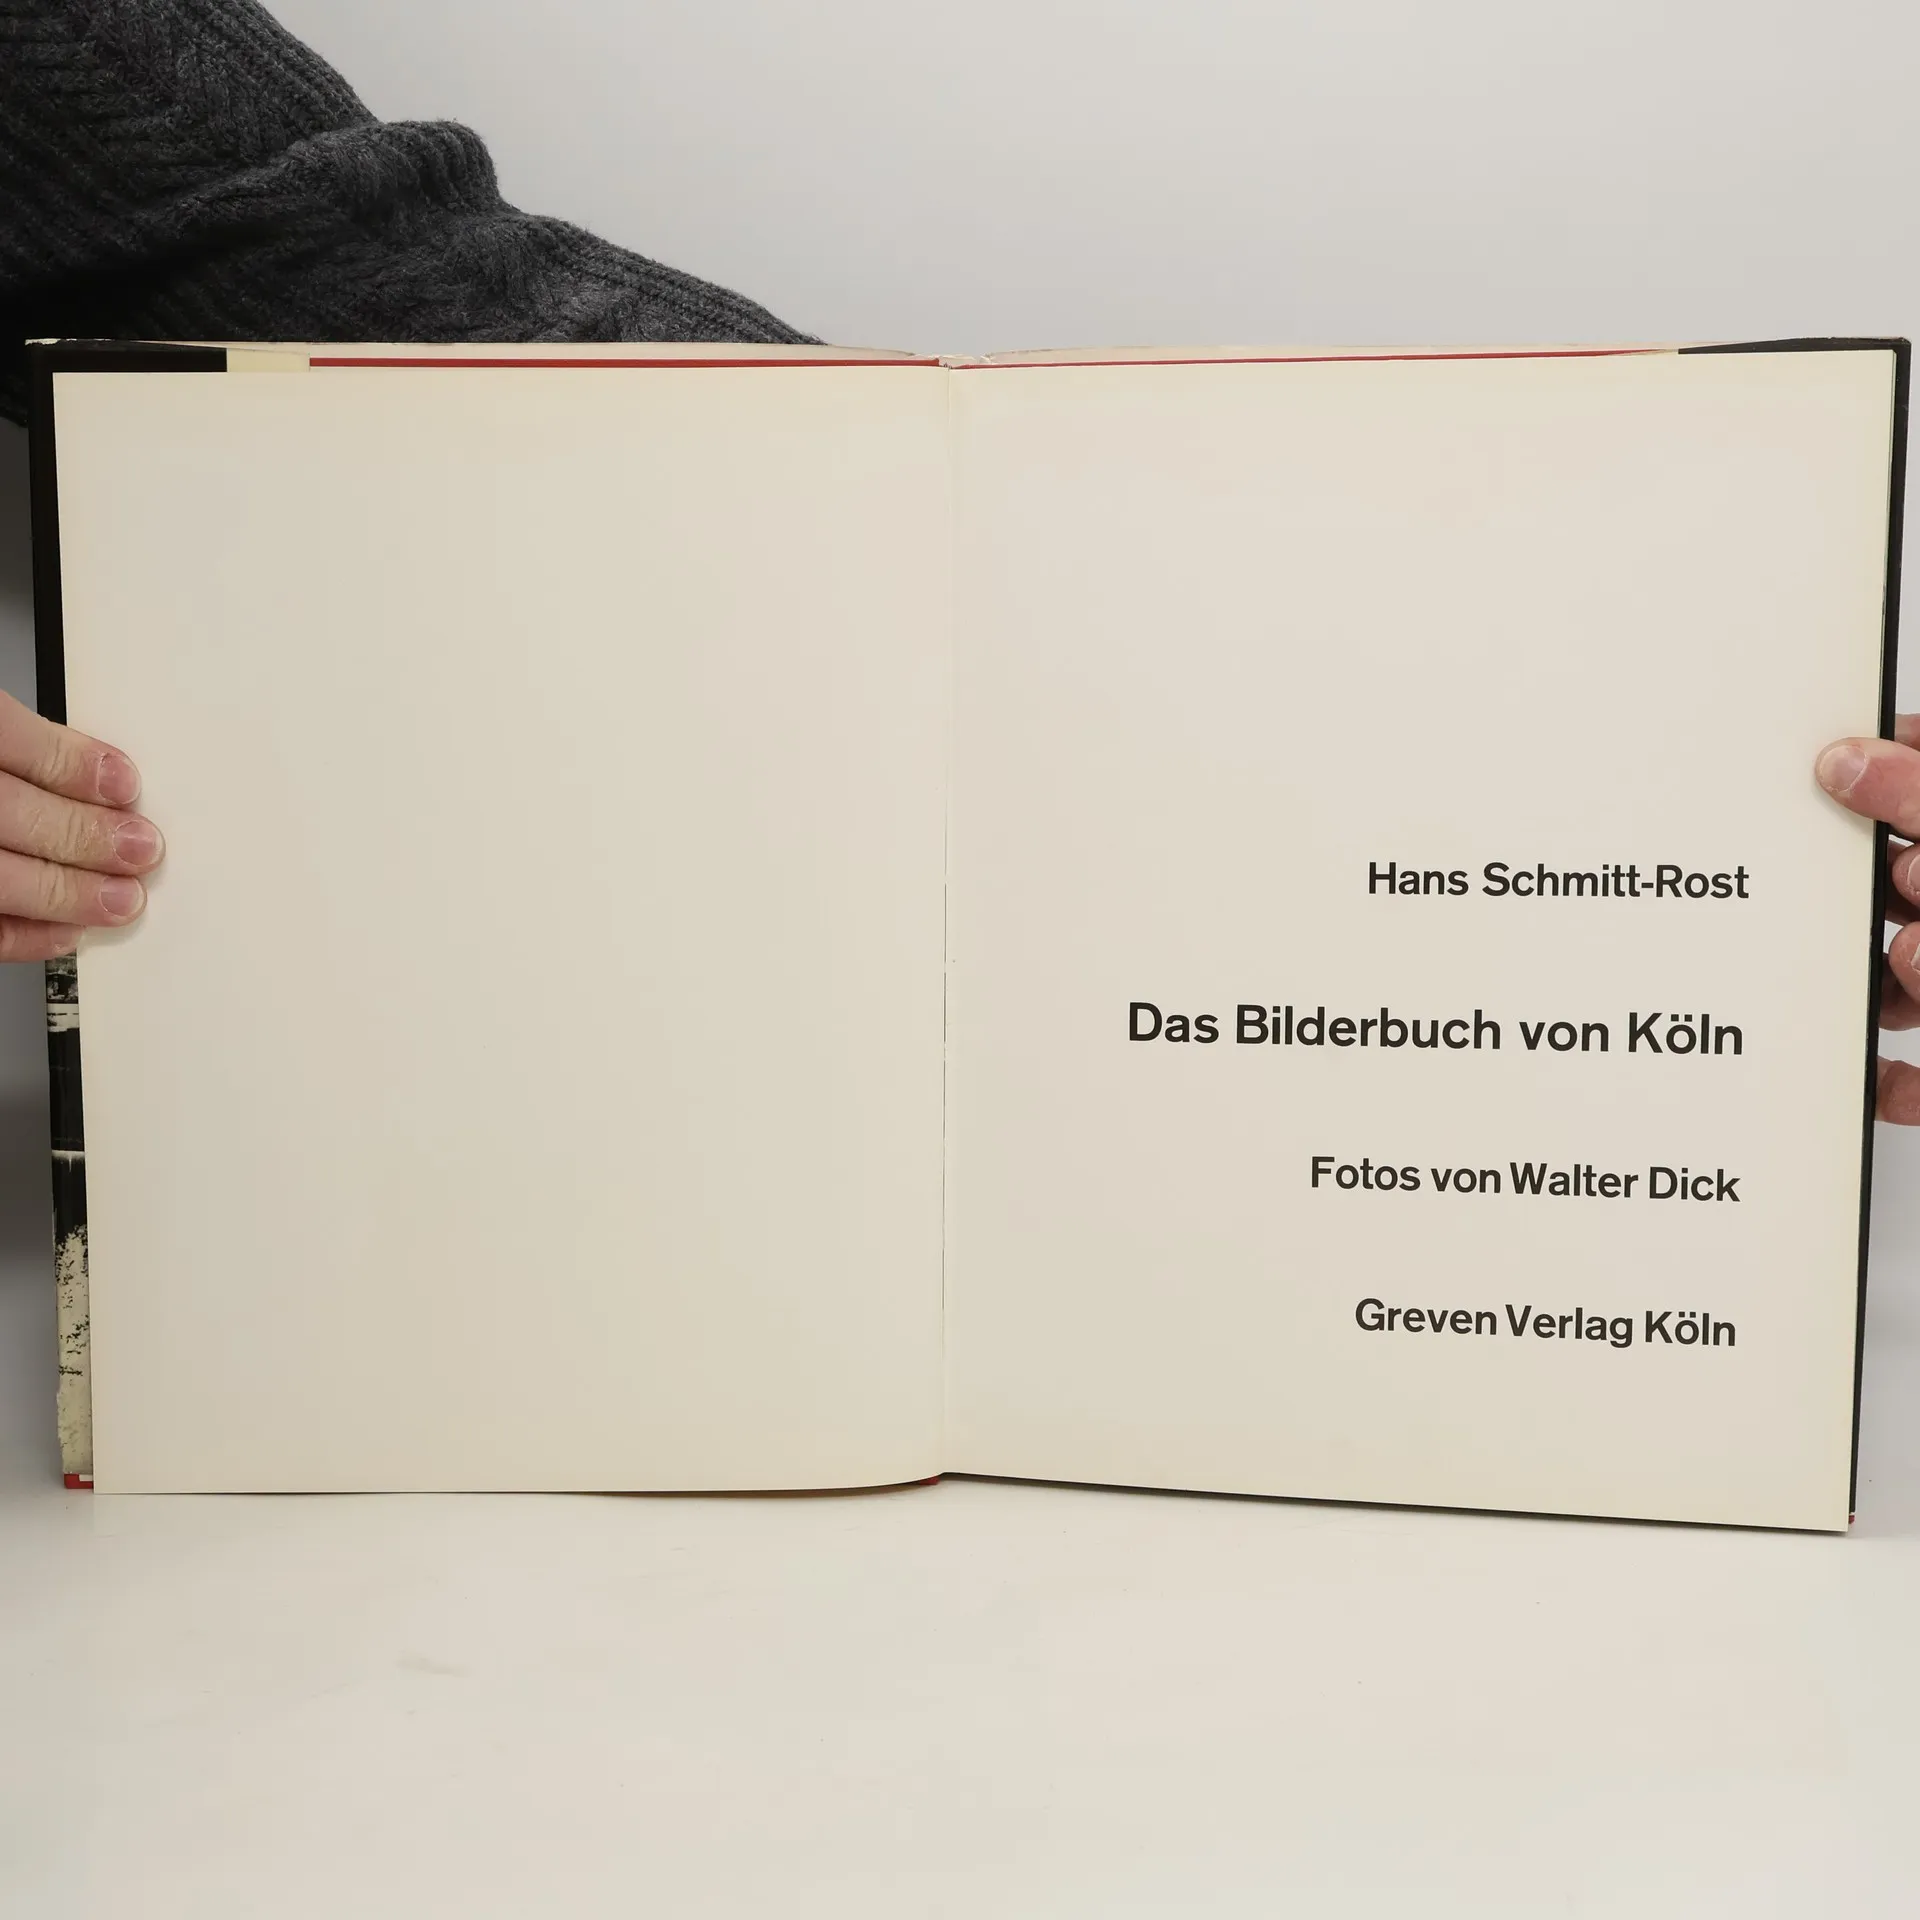 Hans Schmitt-Rost
Das Bilderbuch von Köln
Fotos von Walter Dick
Greven Verlag Köln